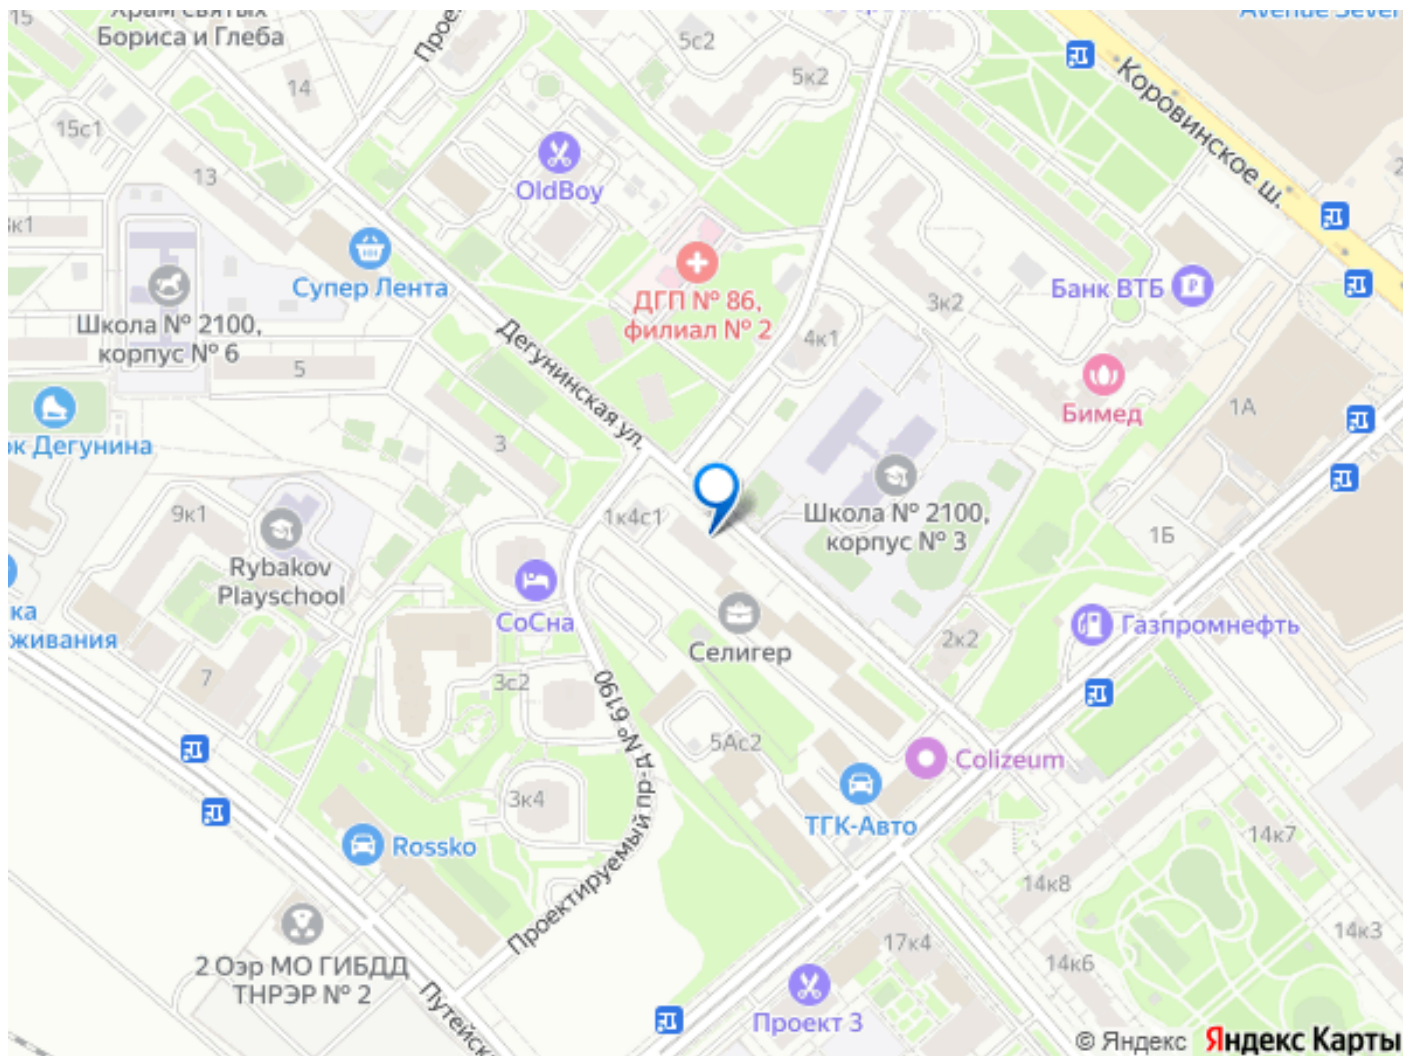 15
Храм святых
Бориса и Глеба
14
15с1
13
5с2
5к2
Avenue Sever
Коровинское ш.
OldBoy
Супер Лента
ДГП № 86,
филиал № 2
Школа № 2100,
корпус № 6
5
3к2
Банк ВТБ
4к1
Бимед
1А
Дегунинская ул.
3
9к1
Rybakov
Playschool
1к4с1
Школа № 2100,
корпус № 3
1Б
СоСна
Селигер
2к2
Газпромнефть
ка
живания
7
3с2
Проектируемый пр-д № 6190
5Ас2
Colizeum
ТГК-Авто
3к4
Rossko
14к7
14к8
14к3
14к6
17к4
2 Оэр МО ГИБДД
ТНРЭР № 2
Проект 3
© Яндекс Яндекс Карты